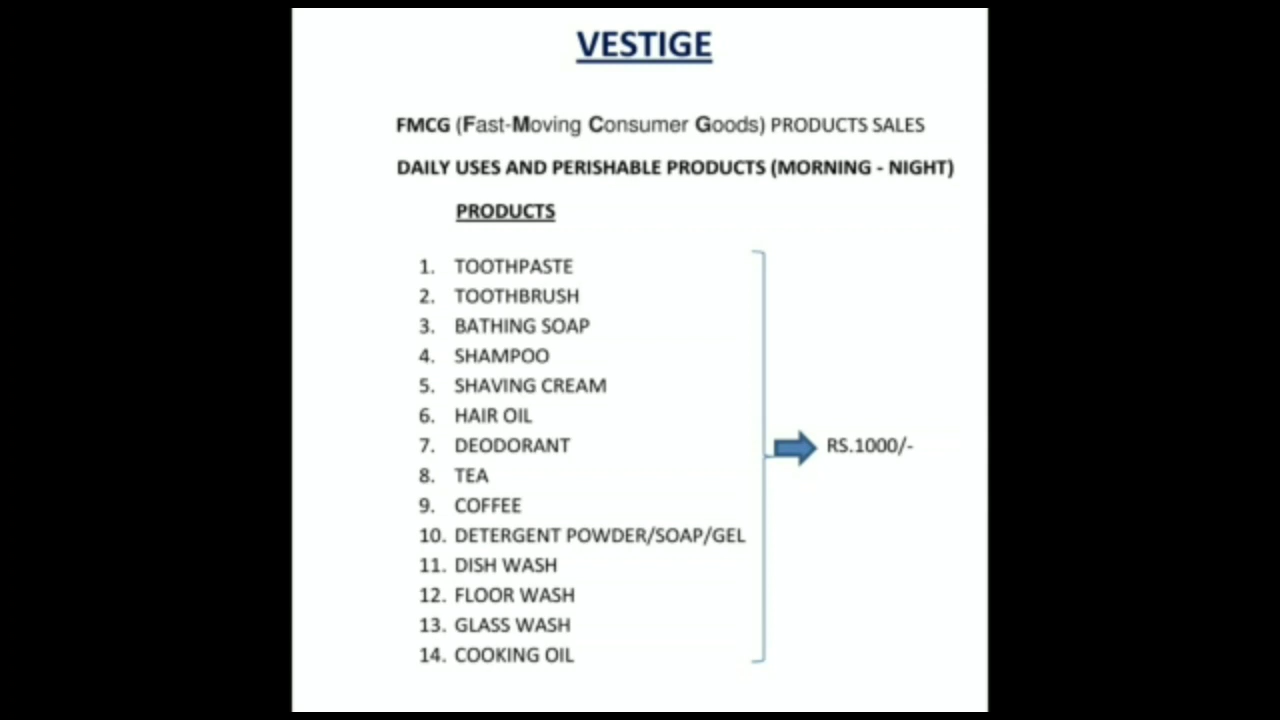 VESTIGE
FMCG (Fast-Moving Consumer Goods) PRODUCTS SALES
DAILY USES AND PERISHABLE PRODUCTS (MORNING - NIGHT)
PRODUCTS
1. TOOTHPASTE
2. TOOTHBRUSH
3. BATHING SOAP
4. SHAMPOO
5. SHAVING CREAM
6. HAIR OIL
7. DEODORANT
RS.1000/-
8. TEA
9. COFFEE
10. DETERGENT POWDER/SOAP/GEL
11. DISH WASH
12. FLOOR WASH
13. GLASS WASH
14. COOKING OIL